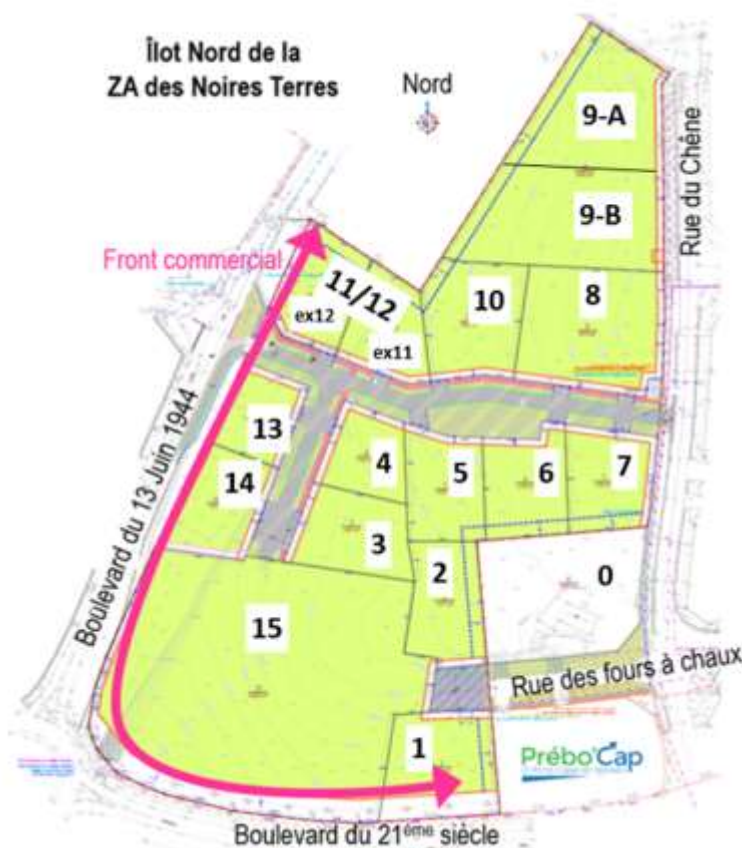 Îlot Nord de la
ZA des Noires Terres
Nord
9-A
Rue du Chêne
9-B
Front commercial
11/12
10
8
ex12
ex11
Boulevard du 13 Juin 1944
13
4
5
6
7
14
3
2
0
15
Rue des fours à chaux
1
Prébo'Cap
Boulevard du 21ème siècle